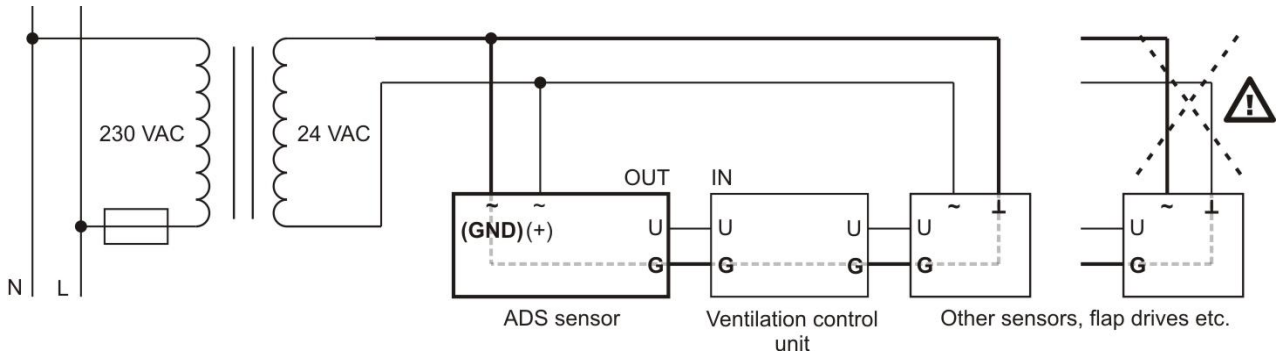 230 VAC
24 VAC
OUT
IN
~
~
~
⊥
~
⊥
(GND) (+)
U
U
U
U
U
G
G
G
G
G
N
L
ADS sensor
Ventilation control
unit
Other sensors, flap drives etc.
!